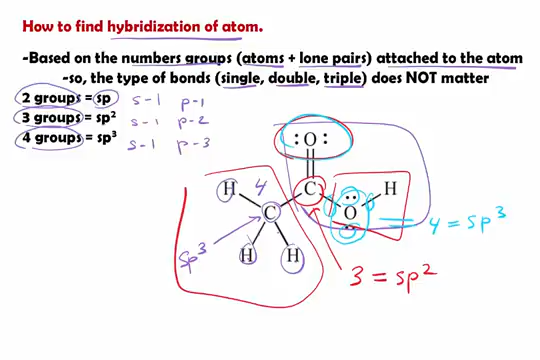 How to find hybridization of atom.
-Based on the numbers groups (atoms + lone pairs) attached to the atom
-so, the type of bonds (single, double, triple) does NOT matter
2 groups = sp s-1 p-1
3 groups = sp² s-1 p-2
4 groups = sp³ s-1 p-3
:O:
H 4 C H
C O
4 = sp³
sp³ H H
3 = sp²